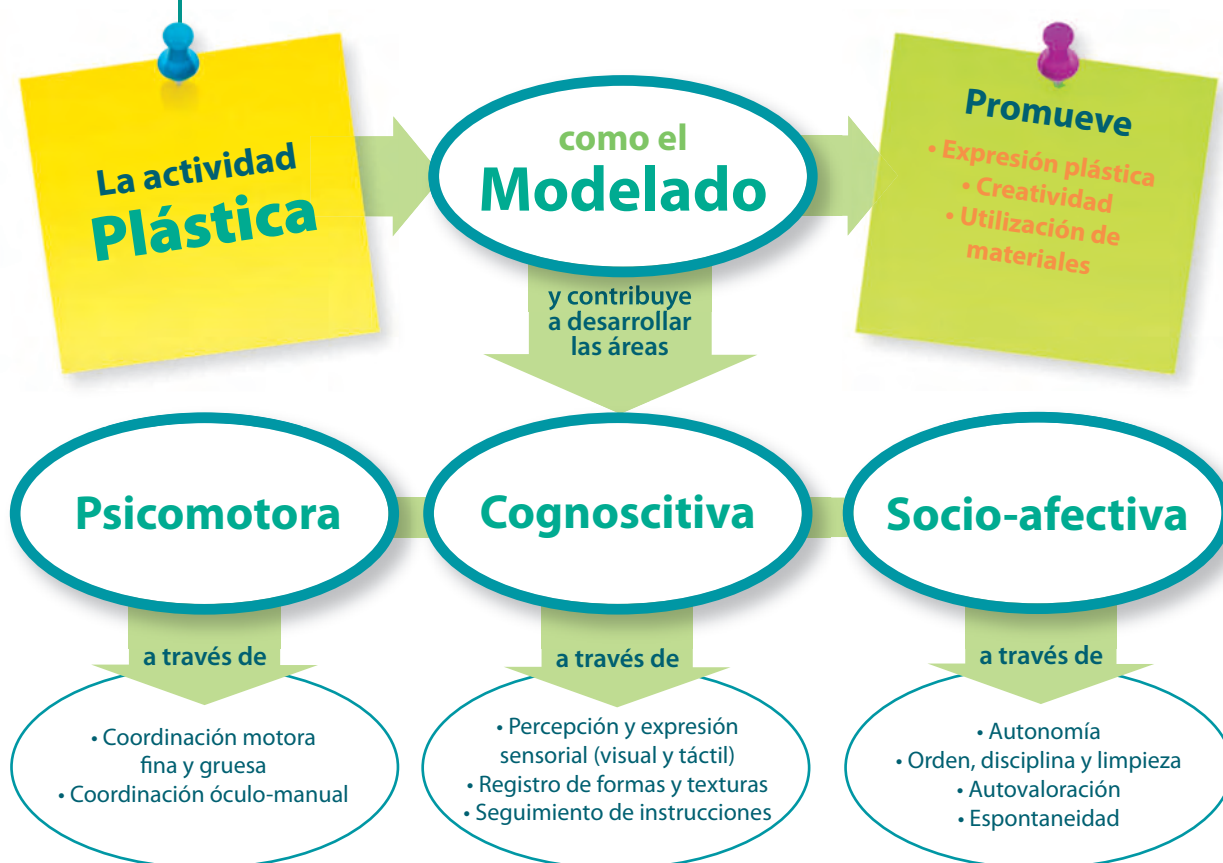 La actividad
Plástica
como el
Modelado
Promueve
• Expresión plástica
• Creatividad
• Utilización de
materiales
y contribuye
a desarrollar
las áreas
Psicomotora
Cognoscitiva
Socio-afectiva
a través de
• Coordinación motora
fina y gruesa
• Coordinación óculo-manual
a través de
• Percepción y expresión
sensorial (visual y táctil)
• Registro de formas y texturas
• Seguimiento de instrucciones
a través de
• Autonomía
• Orden, disciplina y limpieza
• Autovaloración
• Espontaneidad